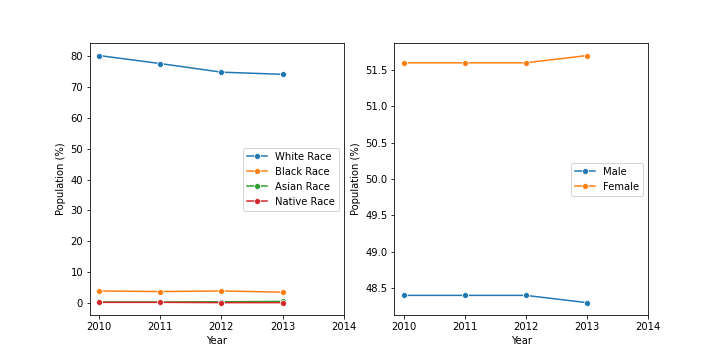 80
70
60
50
40
30
20
10
0
Population (%)
2010 2011 2012 2013 2014
Year
White Race
Black Race
Asian Race
Native Race
51.5
51.0
50.5
50.0
49.5
49.0
48.5
Population (%)
2010 2011 2012 2013 2014
Year
Male
Female